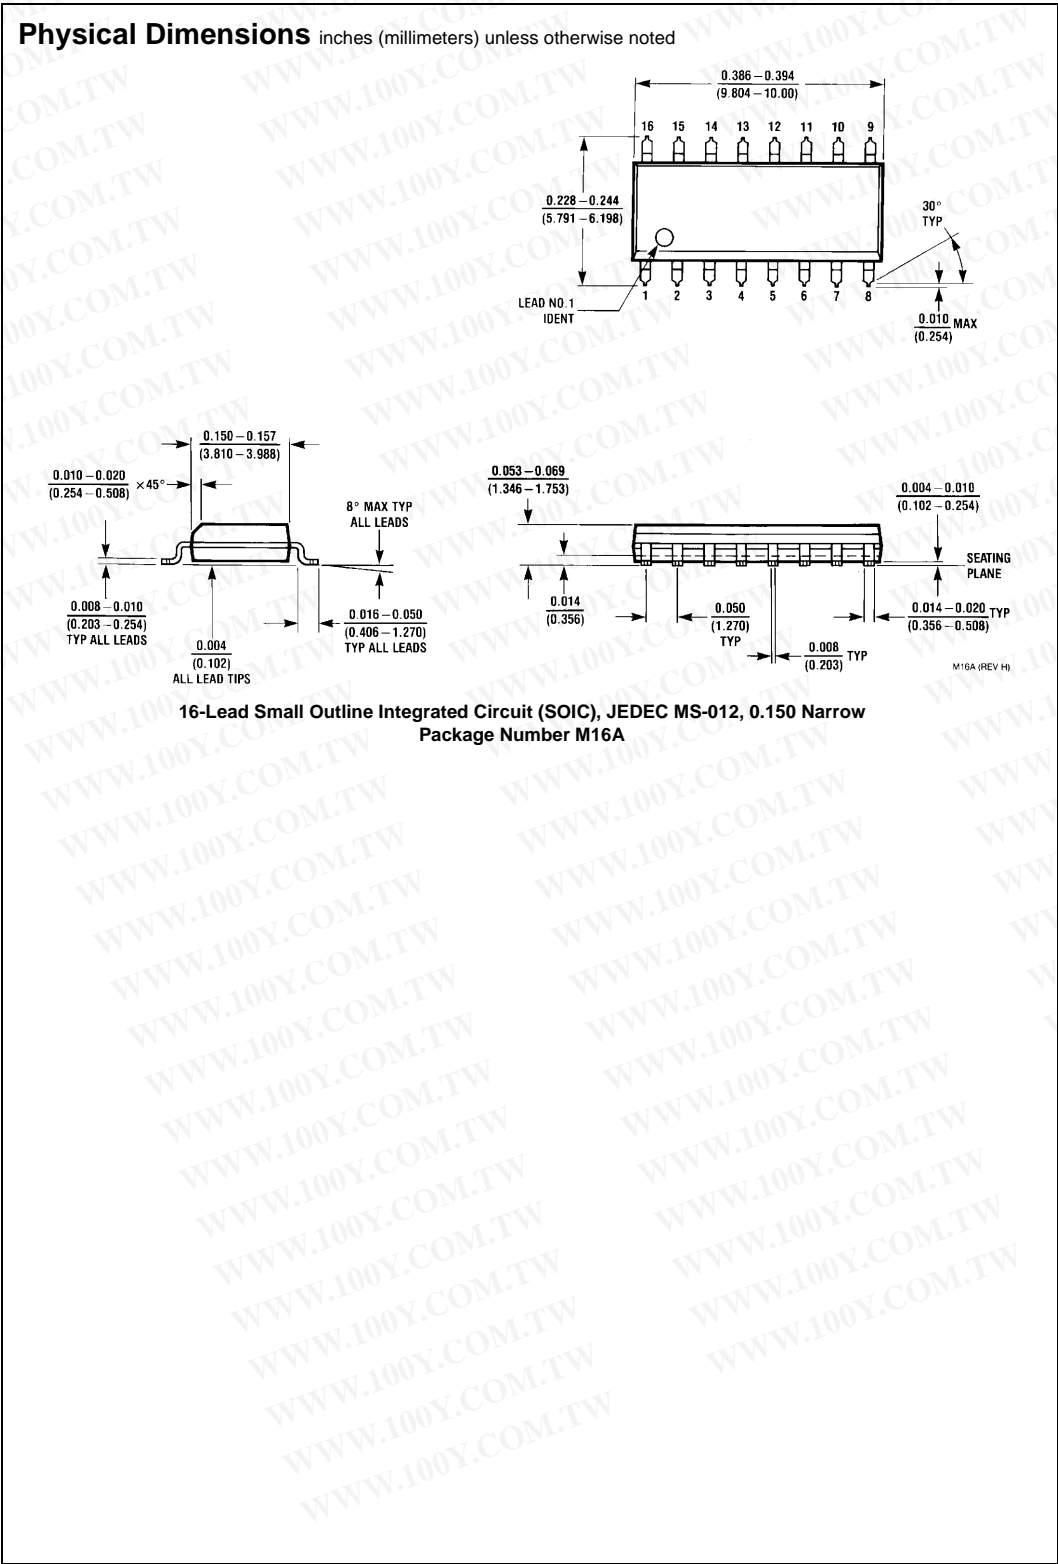 Physical Dimensions inches (millimeters) unless otherwise noted
0.386 – 0.394
(9.804 – 10.00)
16 15 14 13 12 11 10 9
0.228 – 0.244
(5.791 – 6.198)
30°
TYP
LEAD NO.1
IDENT
1 2 3 4 5 6 7 8
0.010 MAX
(0.254)
0.150 – 0.157
(3.810 – 3.988)
0.010 – 0.020 ×45°
(0.254 – 0.508)
8° MAX TYP
ALL LEADS
0.008 – 0.010
(0.203 – 0.254)
TYP ALL LEADS
0.004
(0.102)
ALL LEAD TIPS
0.016 – 0.050
(0.406 – 1.270)
TYP ALL LEADS
0.053 – 0.069
(1.346 – 1.753)
0.004 – 0.010
(0.102 – 0.254)
SEATING
PLANE
0.014
(0.356)
0.050
(1.270)
TYP
0.008 TYP
(0.203)
0.014 – 0.020 TYP
(0.356 – 0.508)
M16A (REV H)
16-Lead Small Outline Integrated Circuit (SOIC), JEDEC MS-012, 0.150 Narrow
Package Number M16A
WWW.100Y.COM.TW